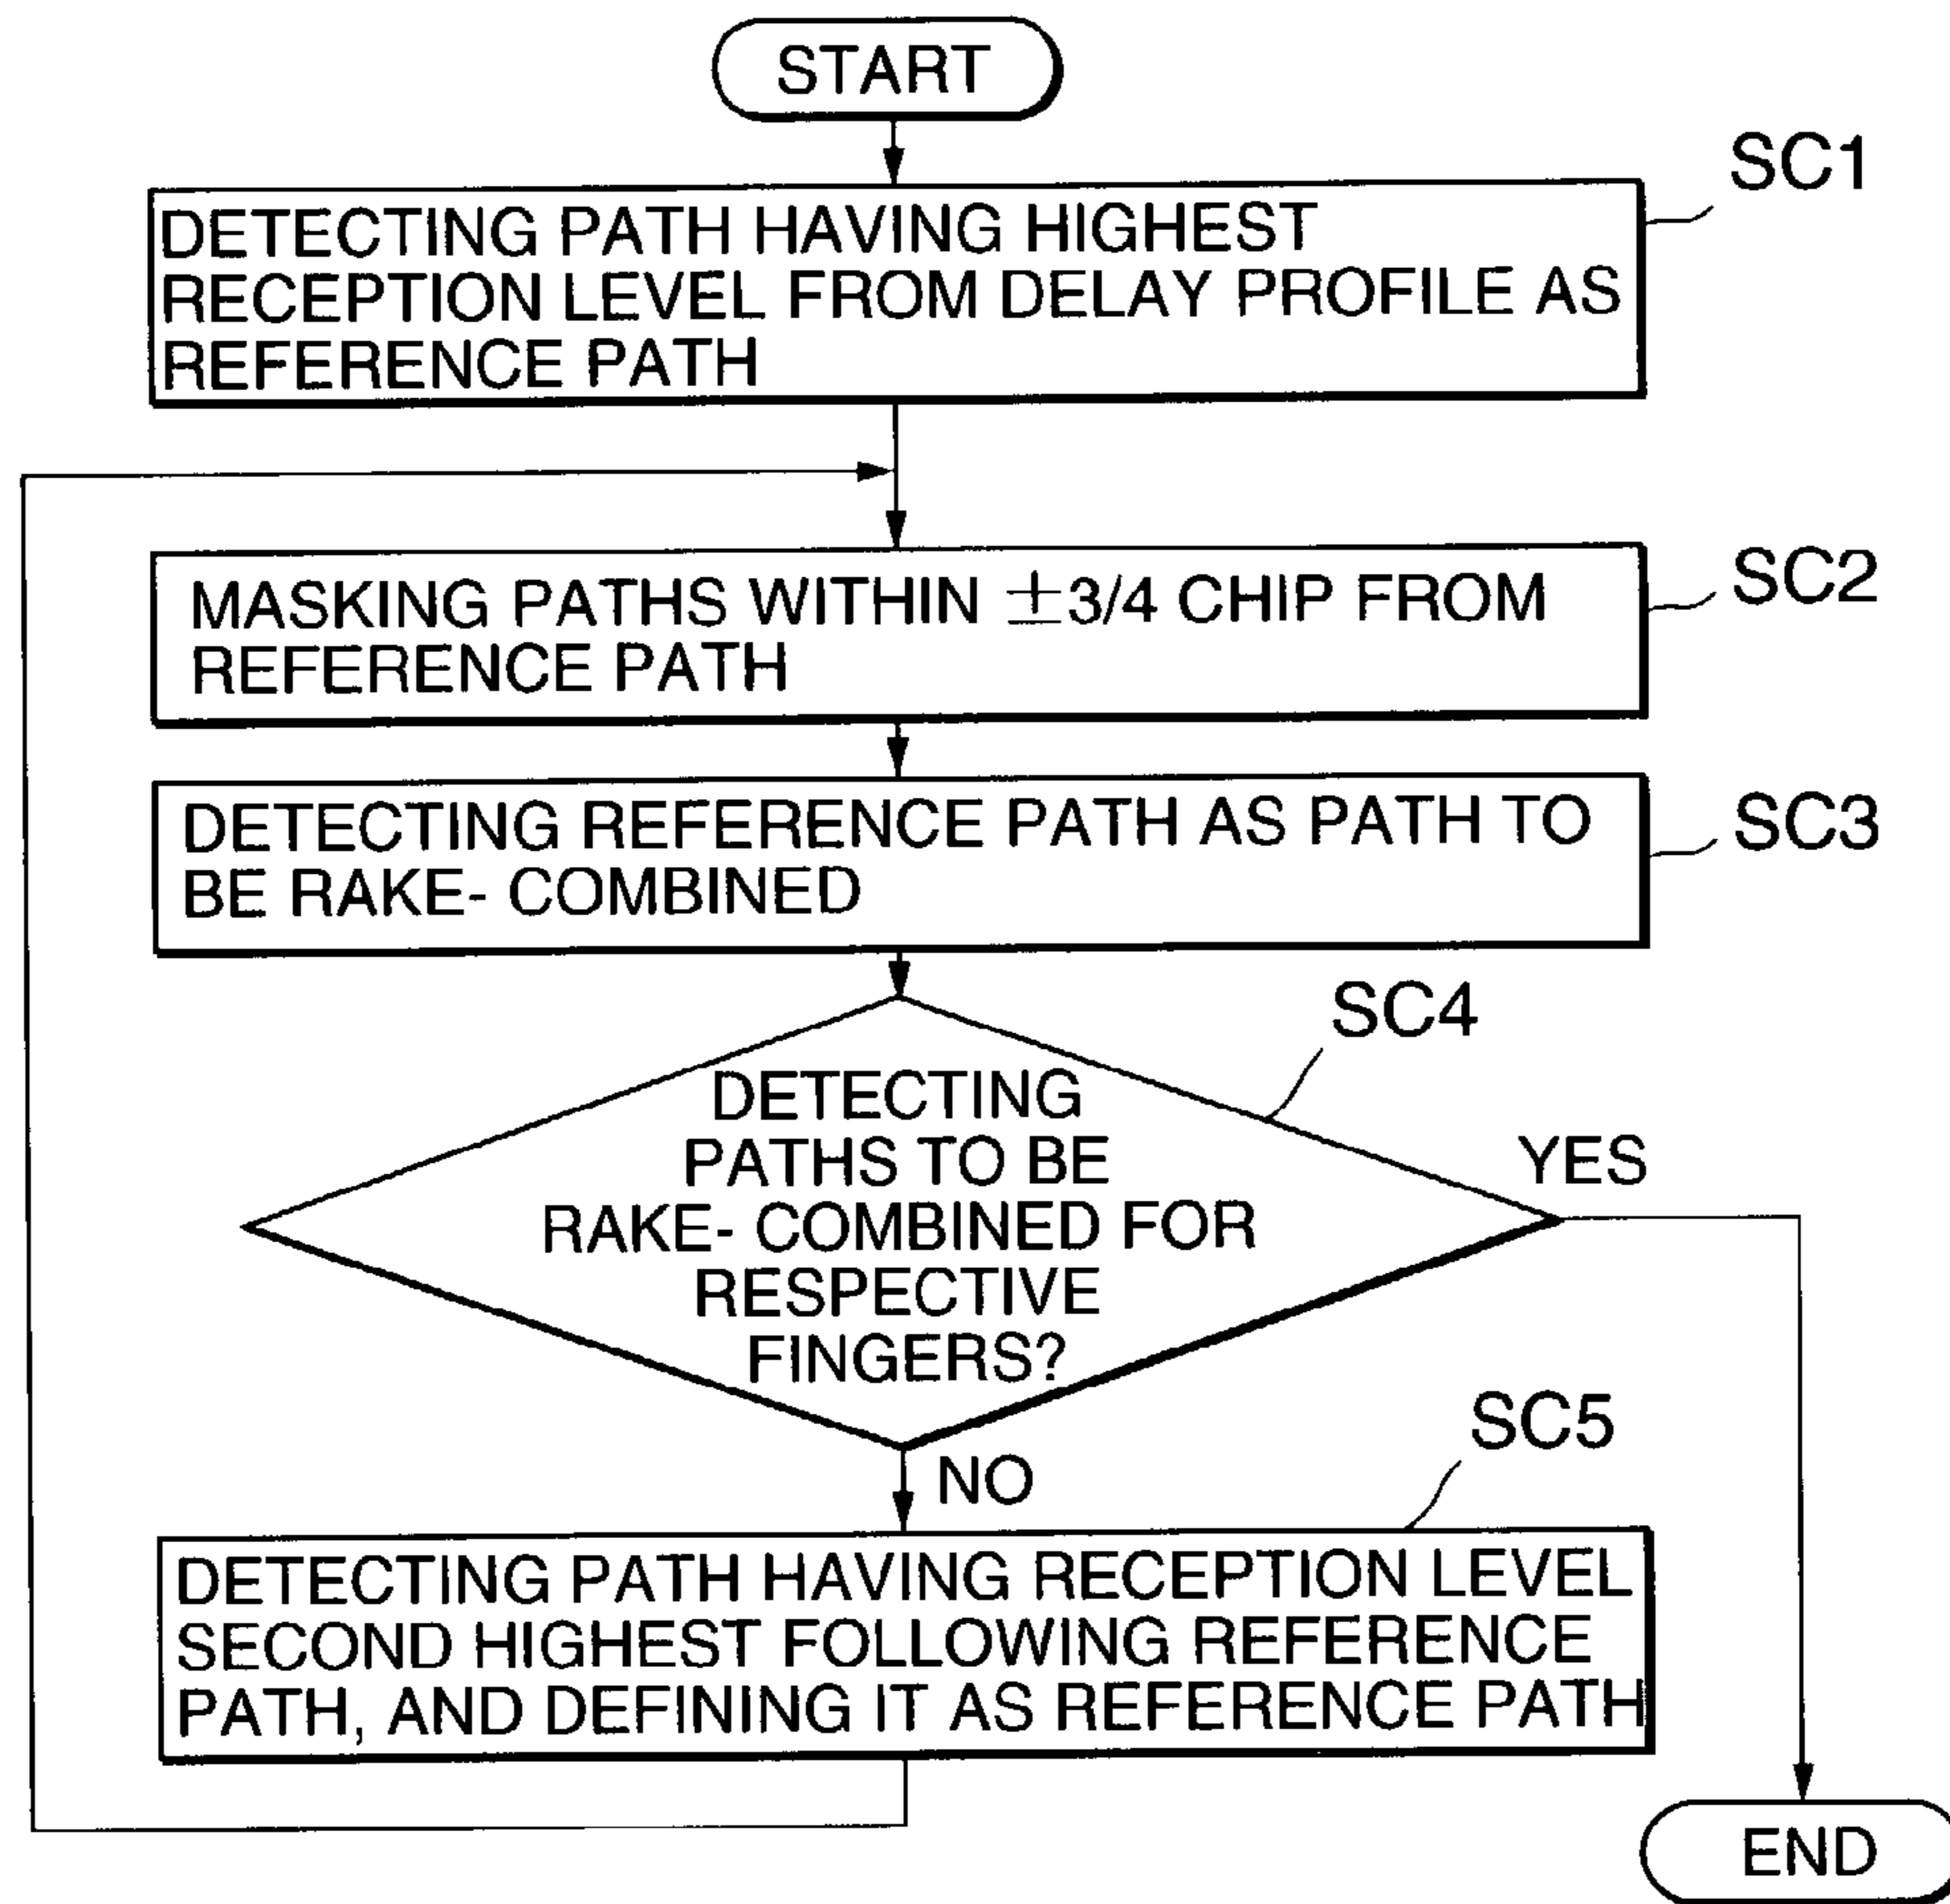 START
SC1
DETECTING PATH HAVING HIGHEST
RECEPTION LEVEL FROM DELAY PROFILE AS
REFERENCE PATH
SC2
MASKING PATHS WITHIN ±3/4 CHIP FROM
REFERENCE PATH
SC3
DETECTING REFERENCE PATH AS PATH TO
BE RAKE- COMBINED
SC4
DETECTING
PATHS TO BE
RAKE- COMBINED FOR
RESPECTIVE
FINGERS?
YES
NO
SC5
DETECTING PATH HAVING RECEPTION LEVEL
SECOND HIGHEST FOLLOWING REFERENCE
PATH, AND DEFINING IT AS REFERENCE PATH
END